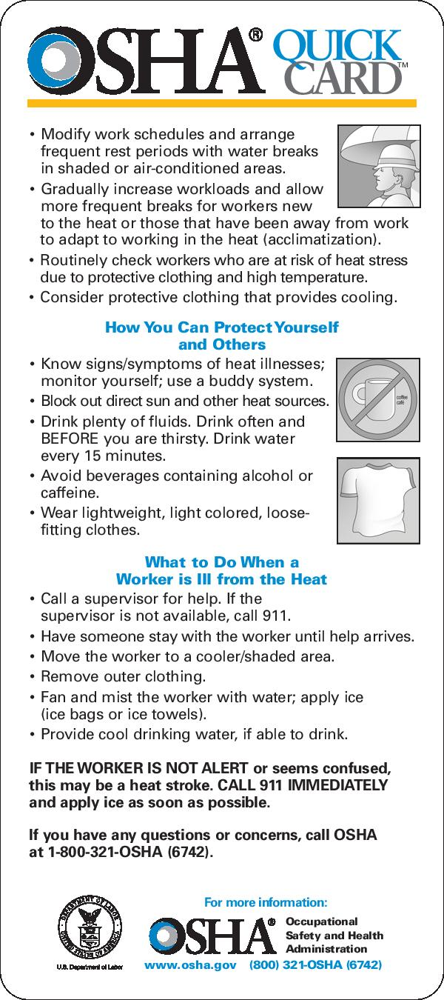 OSHA® QUICK
CARD™
• Modify work schedules and arrange
frequent rest periods with water breaks
in shaded or air-conditioned areas.
• Gradually increase workloads and allow
more frequent breaks for workers new
to the heat or those that have been away from work
to adapt to working in the heat (acclimatization).
• Routinely check workers who are at risk of heat stress
due to protective clothing and high temperature.
• Consider protective clothing that provides cooling.
How You Can Protect Yourself
and Others
• Know signs/symptoms of heat illnesses;
monitor yourself; use a buddy system.
• Block out direct sun and other heat sources.
• Drink plenty of fluids. Drink often and
BEFORE you are thirsty. Drink water
every 15 minutes.
• Avoid beverages containing alcohol or
caffeine.
• Wear lightweight, light colored, loose-
fitting clothes.
coffee
café
What to Do When a
Worker is Ill from the Heat
• Call a supervisor for help. If the
supervisor is not available, call 911.
• Have someone stay with the worker until help arrives.
• Move the worker to a cooler/shaded area.
• Remove outer clothing.
• Fan and mist the worker with water; apply ice
(ice bags or ice towels).
• Provide cool drinking water, if able to drink.
IF THE WORKER IS NOT ALERT or seems confused,
this may be a heat stroke. CALL 911 IMMEDIATELY
and apply ice as soon as possible.
If you have any questions or concerns, call OSHA
at 1-800-321-OSHA (6742).
DEPARTMENT OF LABOR
UNITED STATES OF AMERICA
U.S. Department of Labor
For more information:
OSHA®
Occupational
Safety and Health
Administration
www.osha.gov (800) 321-OSHA (6742)